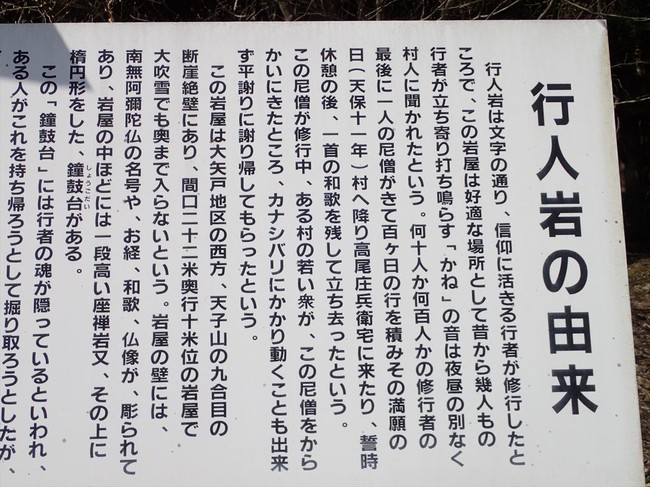 行人岩の由来
行人岩は文字の通り、信仰に活きる行者が修行したと
ころで、この岩屋は好適な場所として昔から幾人もの
行者が立ち寄り打ち鳴らす「かね」の音は夜昼の別なく
村人に聞かれたという。何十人か何百人かの修行者の
最後に一人の尼僧がきて百ヶ日の行を積みその満願の
日(天保十一年)村へ降り高尾庄兵衛宅に来たり、暫時
休憩の後、一首の和歌を残して立ち去ったという。
この尼僧が修行中、ある村の若い衆が、この尼僧をから
かいにきたところ、カナシバリにかかり動くことも出来
ず平謝りに謝り帰してもらったという。
この岩屋は大矢戸地区の西方、天子山の九合目の
断崖絶壁にあり、間口二十二米奥行十米位の岩屋で
大吹雪でも奥まで入らないという。岩屋の壁には、
南無阿彌陀仏の名号や、お経、和歌、仏像が、彫られて
あり、岩屋の中ほどには一段高い座禅岩又、その上に
楕円形をした、鐘鼓台がある。
しょうこだい
この「鐘鼓台」には行者の魂が隠っているといわれ、
ある人がこれを持ち帰ろうとして掘り取ろうとしたが、